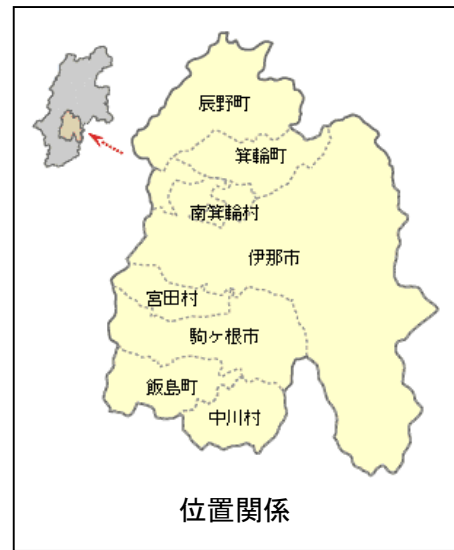 辰野町
箕輪町
南箕輪村
伊那市
宮田村
駒ヶ根市
飯島町
中川村
位置関係